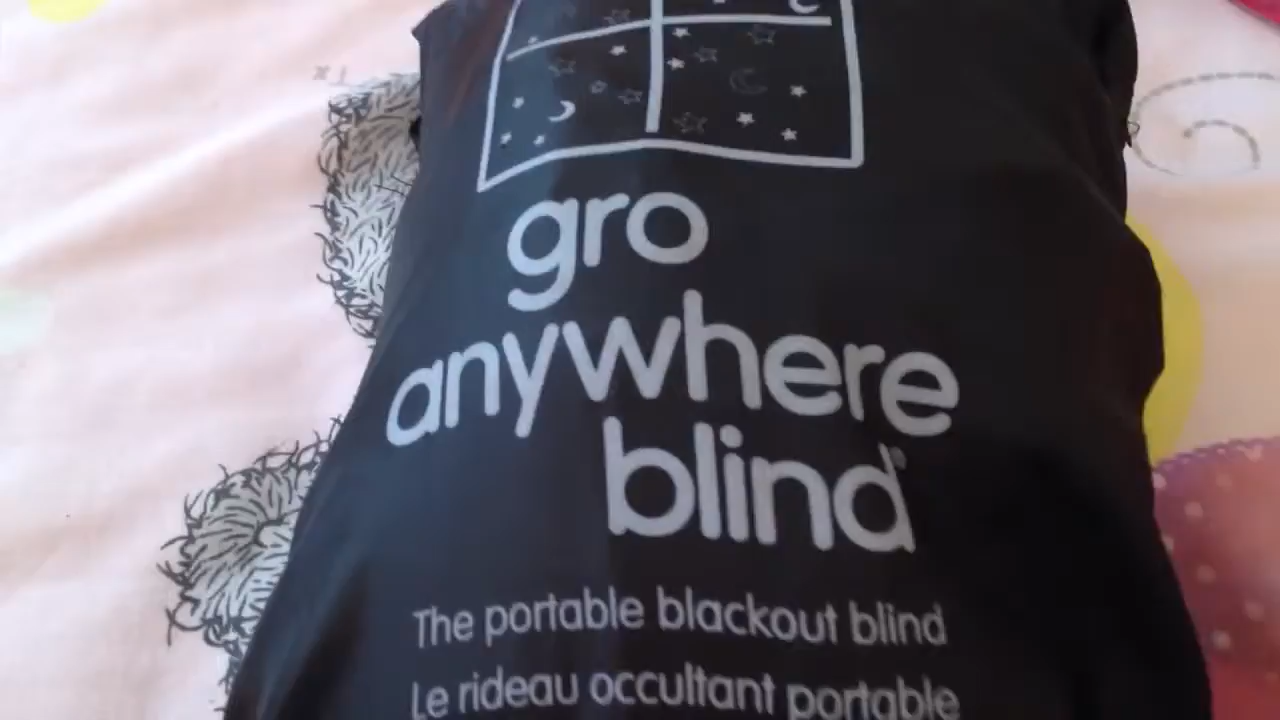 gro
anywhere
blind
The portable blackout blind
Le rideau occultant portable